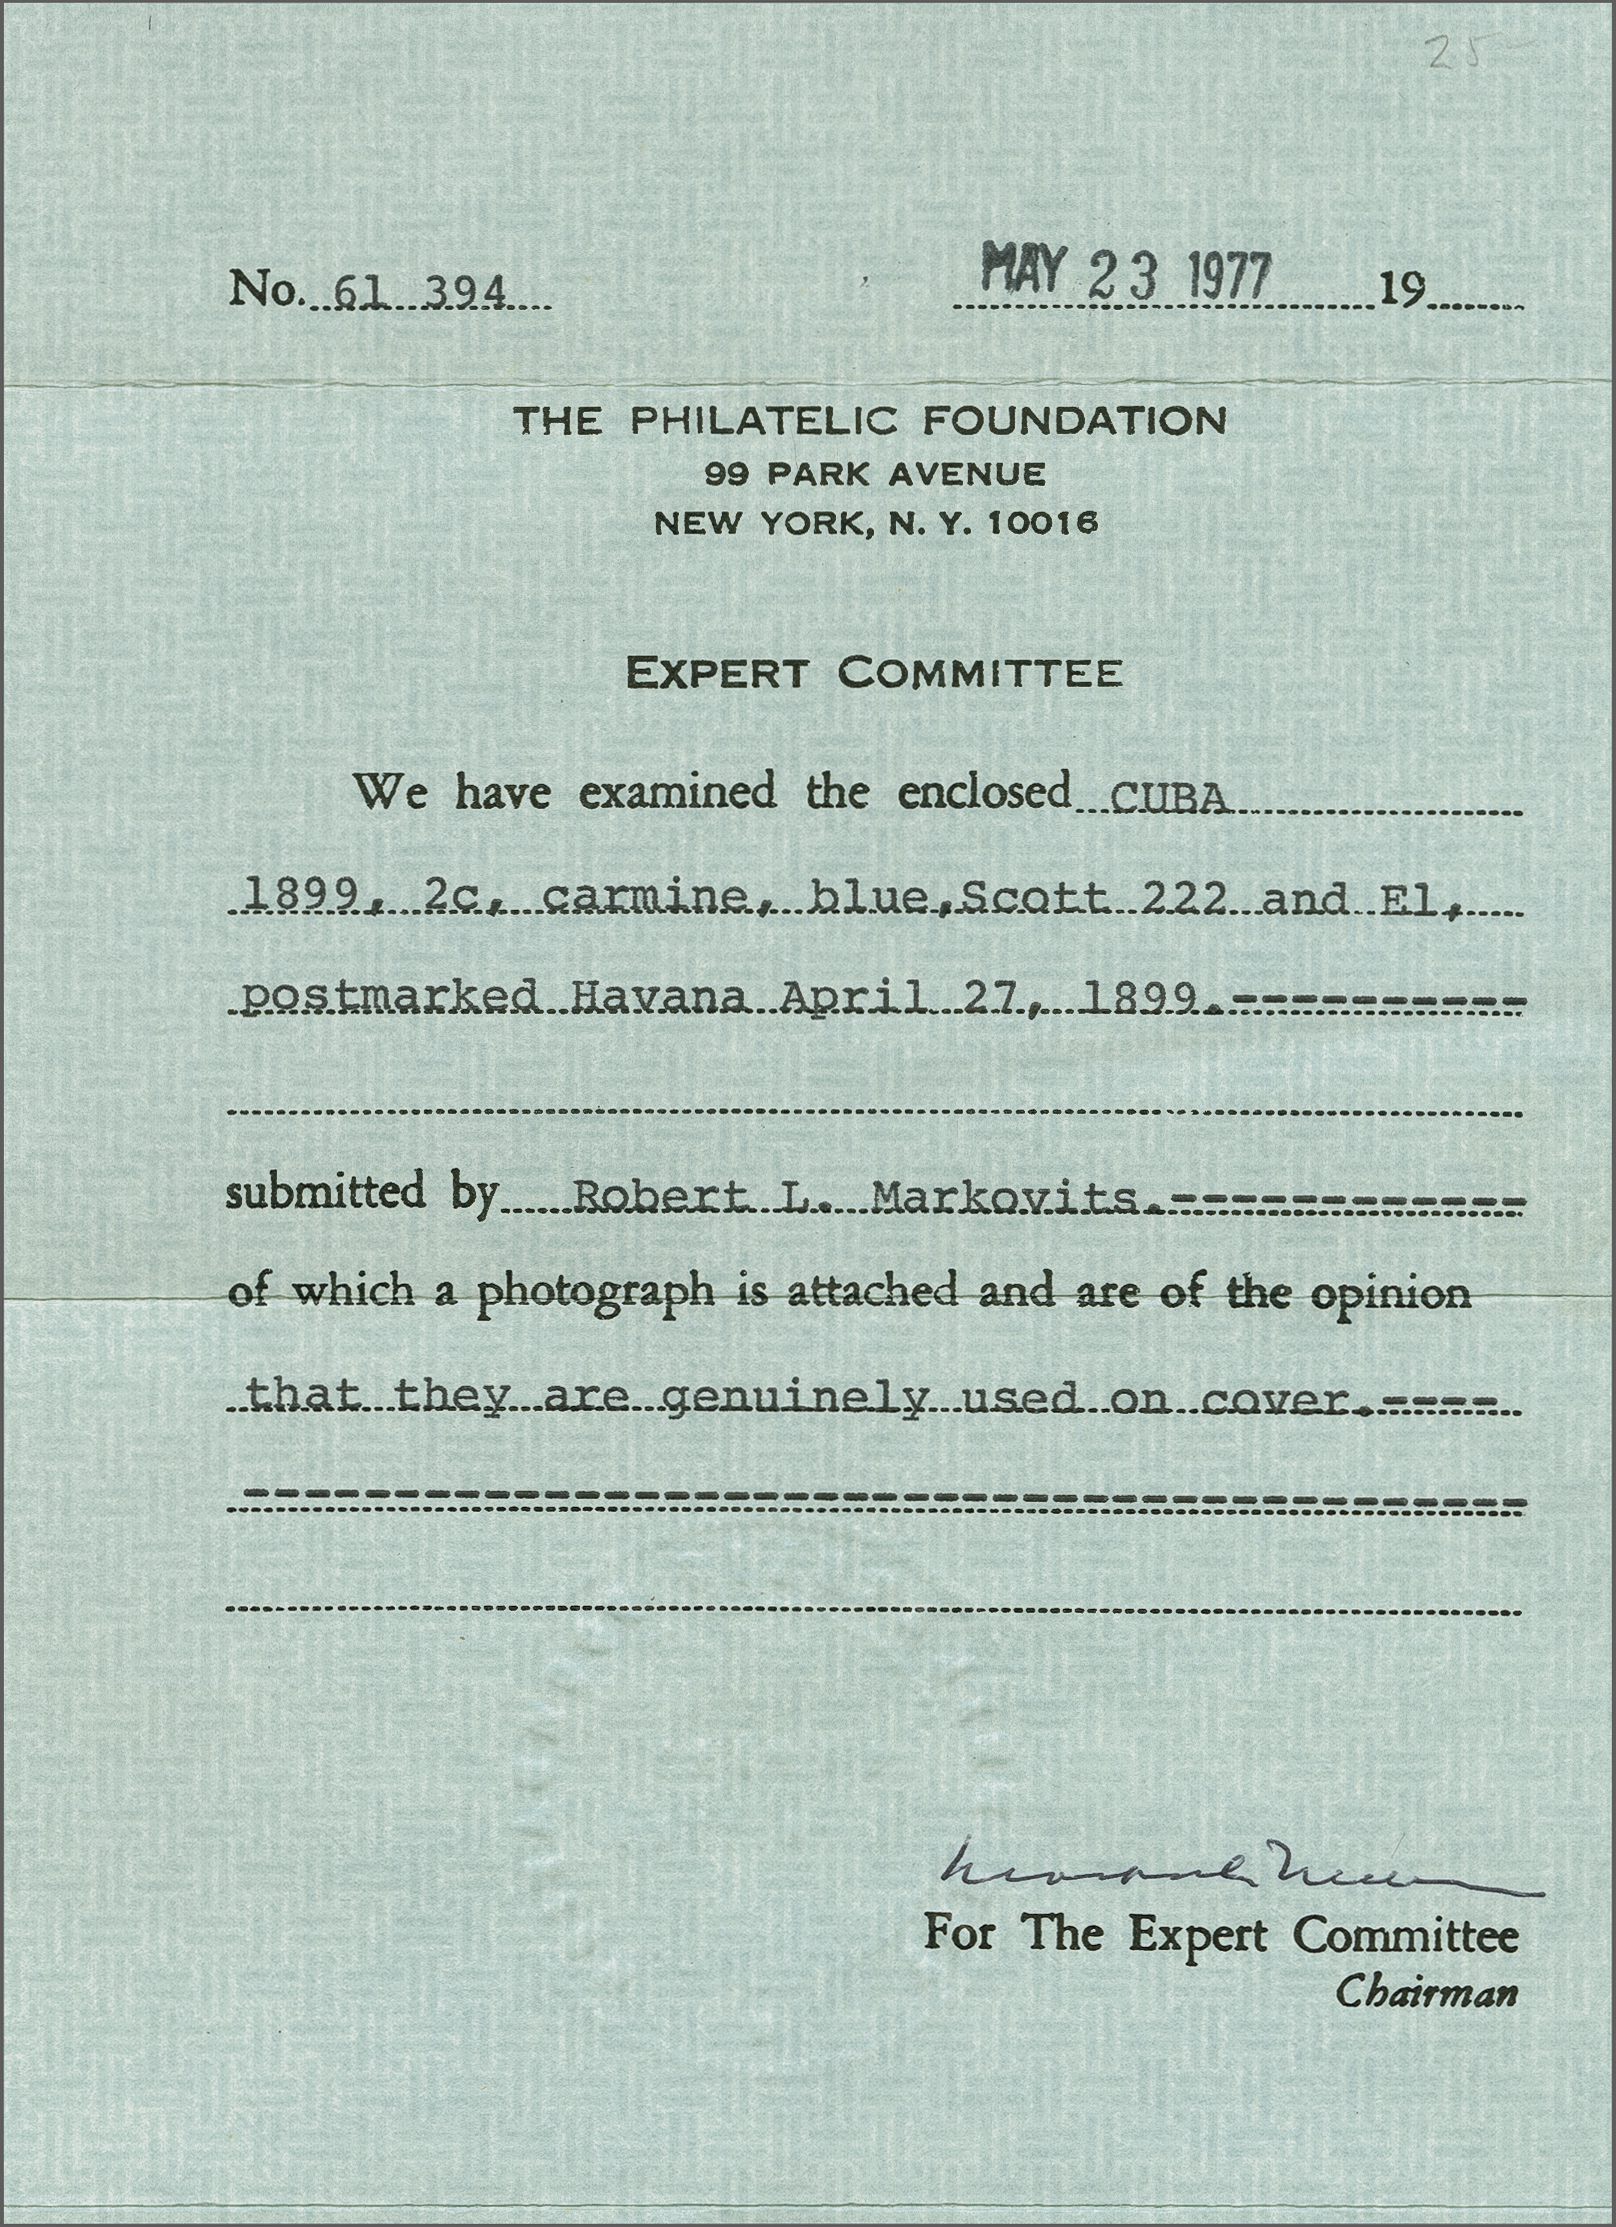 25
No. 61 394
MAY 23 1977 19
THE PHILATELIC FOUNDATION
99 PARK AVENUE
NEW YORK, N. Y. 10016
EXPERT COMMITTEE
We have examined the enclosed CUBA
1899, 2c, carmine, blue, Scott 222 and E1,
postmarked Havana April 27, 1899.----------
submitted by Robert L. Markovits.------------
of which a photograph is attached and are of the opinion
that they are genuinely used on cover.----
For The Expert Committee
Chairman